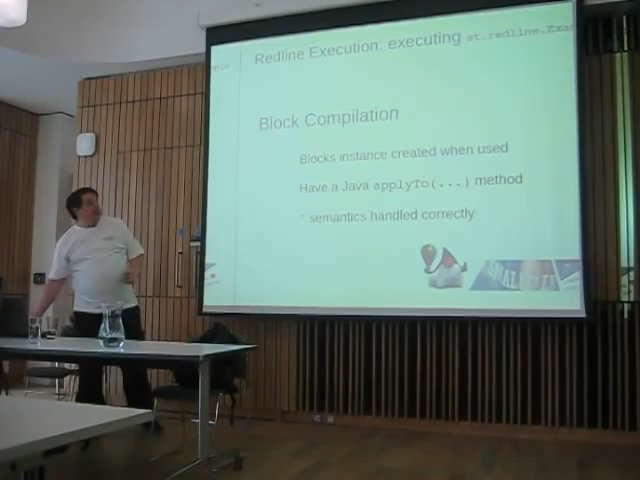 Redline Execution: executing st.redline.Exa
Block Compilation
Blocks instance created when used
Have a Java applyTo(...) method
^ semantics handled correctly